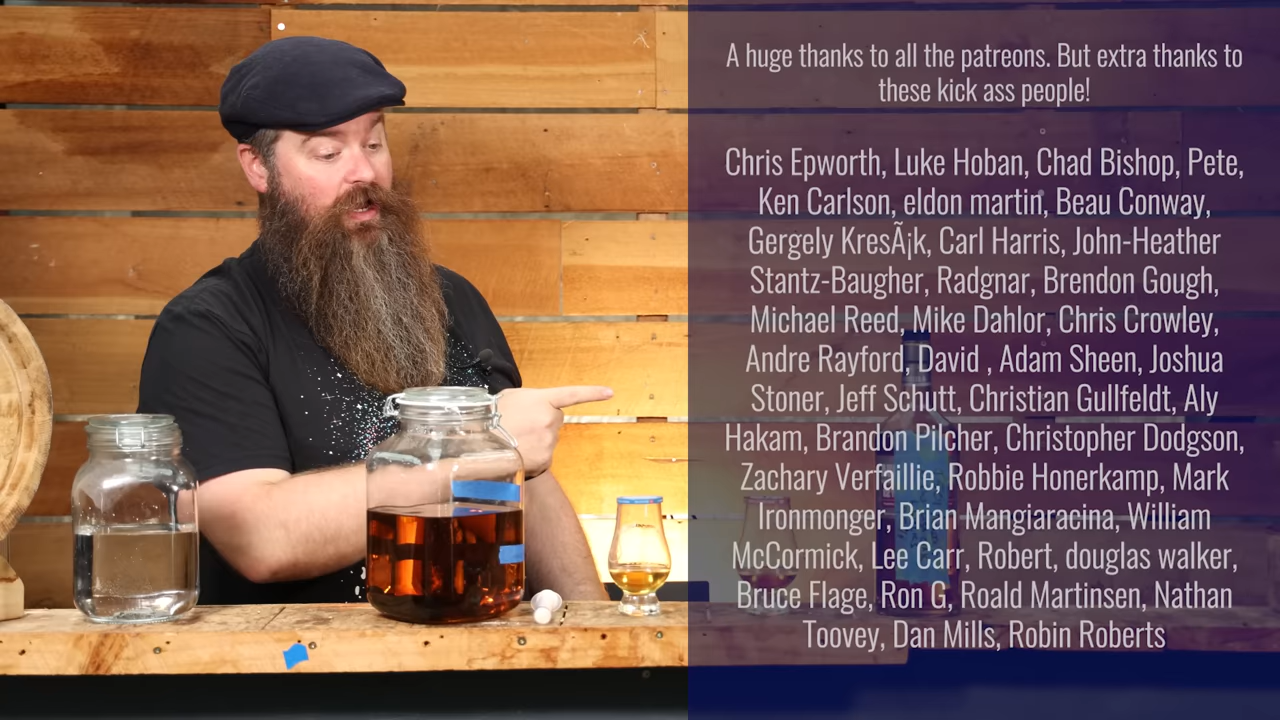 A huge thanks to all the patreons. But extra thanks to
these kick ass people!
Chris Epworth, Luke Hoban, Chad Bishop, Pete,
Ken Carlson, eldon martin, Beau Conway,
Gergely KresÃ¡k, Carl Harris, John-Heather
Stantz-Baugher, Radgnar, Brendon Gough,
Michael Reed, Mike Dahlor, Chris Crowley,
Andre Rayford, David , Adam Sheen, Joshua
Stoner, Jeff Schutt, Christian Gullfeldt, Aly
Hakam, Brandon Pilcher, Christopher Dodgson,
Zachary Verfaillie, Robbie Honerkamp, Mark
Ironmonger, Brian Mangiaracina, William
McCormick, Lee Carr, Robert, douglas walker,
Bruce Flage, Ron G, Roald Martinsen, Nathan
Toovey, Dan Mills, Robin Roberts